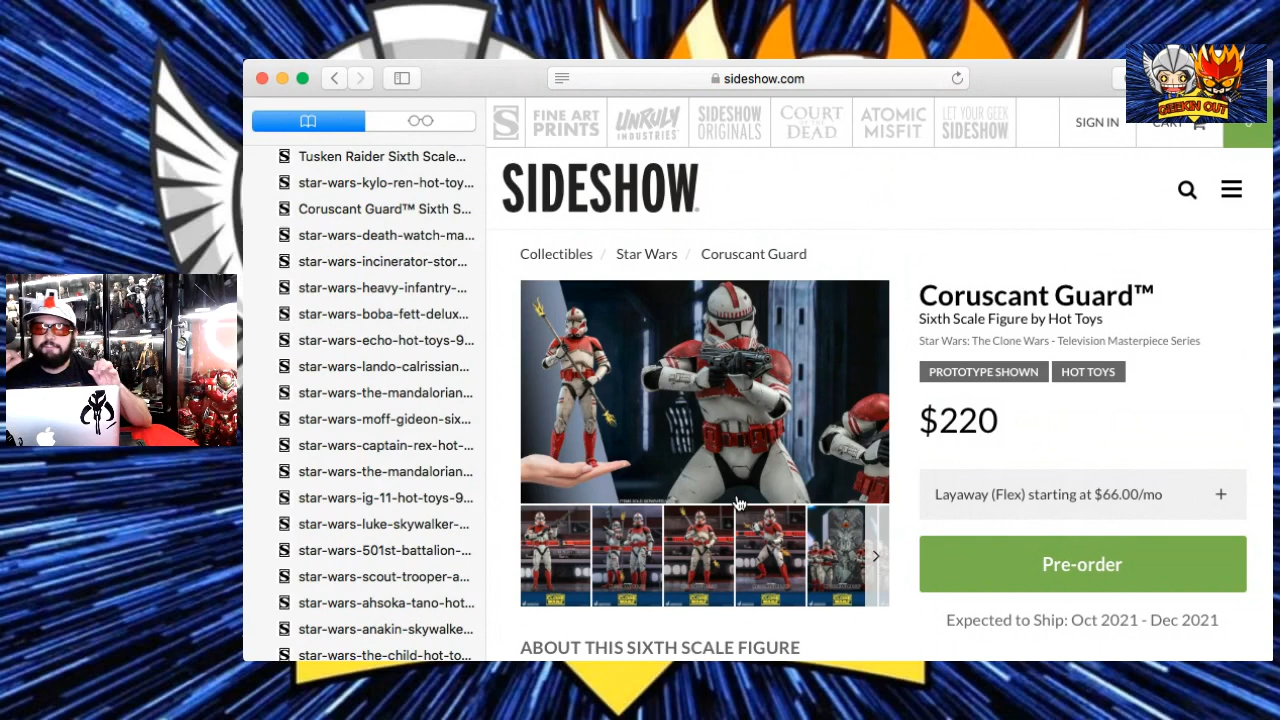 sideshow.com
GEEKIN OUT
S
FINE ART
PRINTS
UNRULY
INDUSTRIES
SIDESHOW
ORIGINALS
COURT
OF THE
DEAD
ATOMIC
MISFIT
LET YOUR GEEK
SIDESHOW
SIGN IN
CART
Tusken Raider Sixth Scale...
star-wars-kylo-ren-hot-toy...
Coruscant Guard™ Sixth S...
star-wars-death-watch-ma...
star-wars-incinerator-stor...
star-wars-heavy-infantry-...
star-wars-boba-fett-delux...
star-wars-echo-hot-toys-9...
star-wars-lando-calrissian...
star-wars-the-mandalorian...
star-wars-moff-gideon-six...
star-wars-captain-rex-hot-...
star-wars-the-mandalorian...
star-wars-ig-11-hot-toys-9...
star-wars-luke-skywalker-...
star-wars-501st-battalion-...
star-wars-scout-trooper-a...
star-wars-ahsoka-tano-hot...
star-wars-anakin-skywalke...
star-wars-the-child-hot-to...
SIDESHOW
Collectibles / Star Wars / Coruscant Guard
Coruscant Guard™
Sixth Scale Figure by Hot Toys
Star Wars: The Clone Wars - Television Masterpiece Series
PROTOTYPE SHOWN
HOT TOYS
$220
Layaway (Flex) starting at $66.00/mo +
Pre-order
Expected to Ship: Oct 2021 - Dec 2021
ABOUT THIS SIXTH SCALE FIGURE